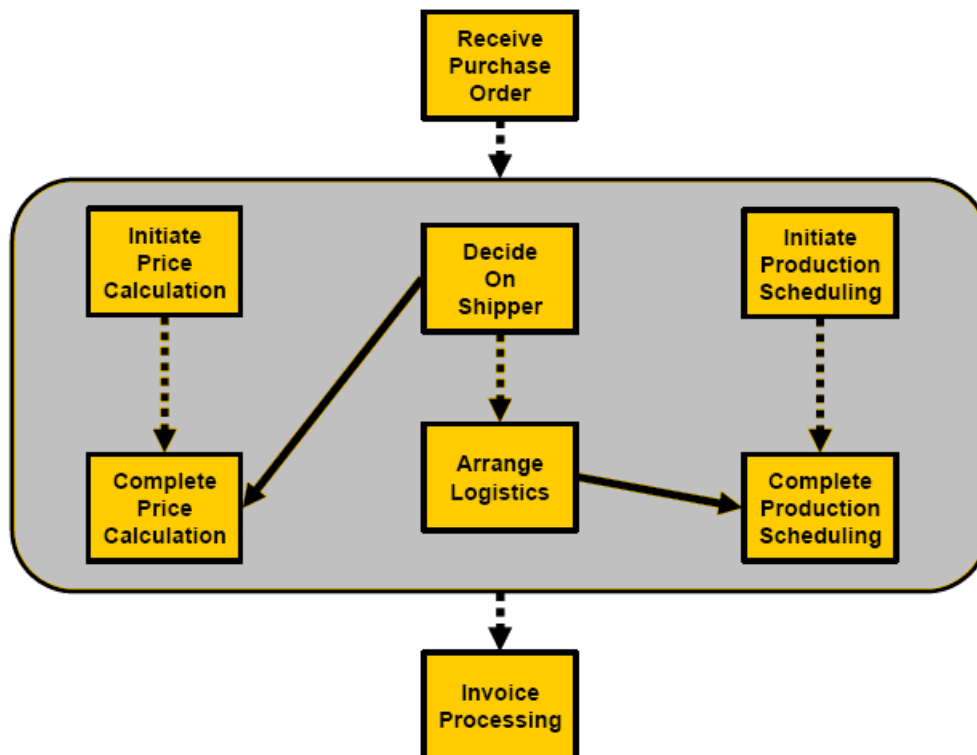 Receive
Purchase
Order
Initiate
Price
Calculation
Decide
On
Shipper
Initiate
Production
Scheduling
Complete
Price
Calculation
Arrange
Logistics
Complete
Production
Scheduling
Invoice
Processing